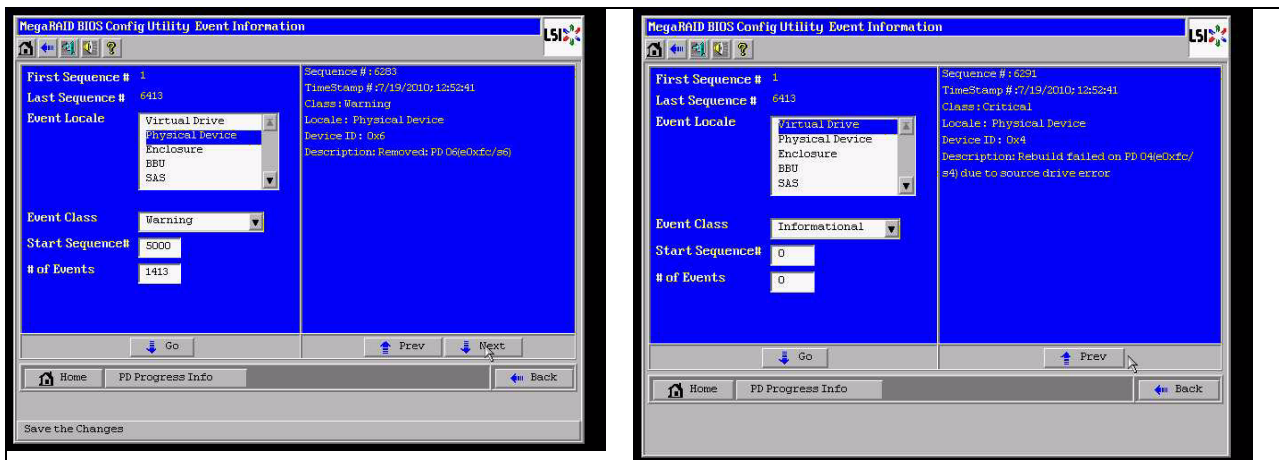 MegaRAID BIOS Config Utility Event Information
LSI
First Sequence # 1
Last Sequence # 6413
Event Locale
Virtual Drive
Physical Device
Enclosure
BBU
SAS
Event Class Warning
Start Sequence# 5000
# of Events 1413
Sequence #:6283
TimeStamp #:7/19/2010; 12:52:41
Class: Warning
Locale: Physical Device
Device ID: 0x6
Description: Removed: PD 06(e0xfc/s6)
Go
Prev
Next
Home
PD Progress Info
Back
Save the Changes
MegaRAID BIOS Config Utility Event Information
LSI
First Sequence # 1
Last Sequence # 6413
Event Locale
Virtual Drive
Physical Device
Enclosure
BBU
SAS
Event Class Informational
Start Sequence# 0
# of Events 0
Sequence #:6291
TimeStamp #:7/19/2010; 12:52:41
Class: Critical
Locale: Physical Device
Device ID: 0x4
Description: Rebuild failed on PD 04(e0xfc/
s4) due to source drive error
Go
Prev
Home
PD Progress Info
Back